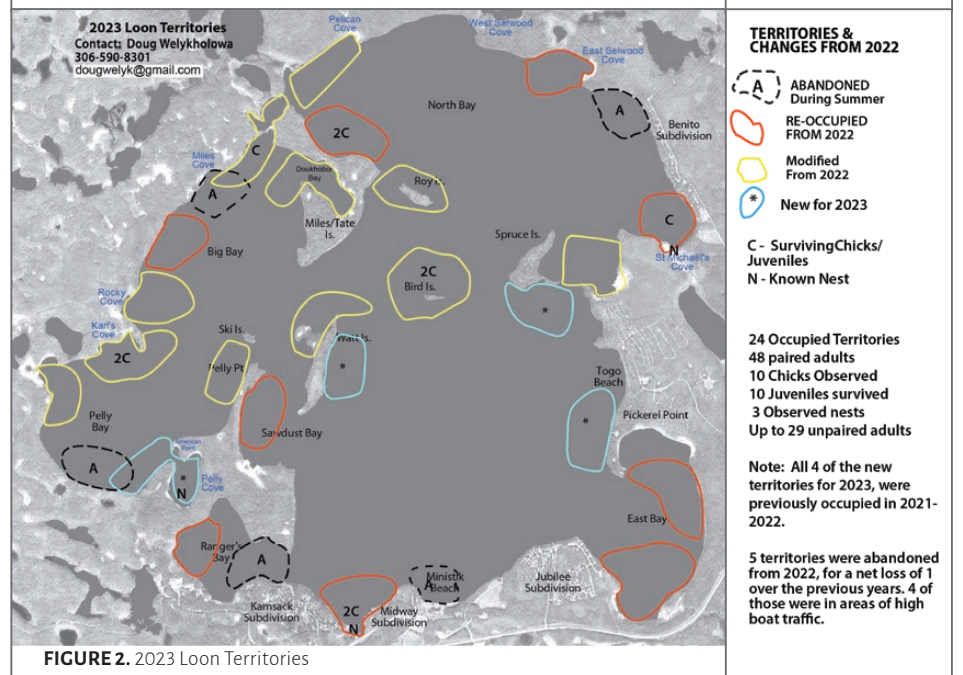 2023 Loon Territories
Contact: Doug Welykholowa
306-590-8301
dougwelyk@gmail.com
Pelican
Cove
West Selwood
Cove
East Selwood
Cove
North Bay
A
Benito
Subdivision
2C
C
Miles
Cove
A
Doukhobor
Bay
Roy Is.
Miles/Tate
Is.
Big Bay
Spruce Is.
C
N
St Michael's
Cove
2C
Bird Is.
Rocky
Cove
Karl's
Cove
2C
Ski Is.
Watt Is.
*
*
Pelly Pt
Togo
Beach
Pelly
Bay
Sawdust Bay
*
Pickerel Point
American
Point
A
*
N
Pelly
Cove
East Bay
Ranger's
Bay
A
Ministik
Beach
A
Jubilee
Subdivision
Kamsack
Subdivision
2C
N
Midway
Subdivision
TERRITORIES &
CHANGES FROM 2022
A
ABANDONED
During Summer
RE-OCCUPIED
FROM 2022
Modified
From 2022
*
New for 2023
C - SurvivingChicks/
Juveniles
N - Known Nest
24 Occupied Territories
48 paired adults
10 Chicks Observed
10 Juveniles survived
3 Observed nests
Up to 29 unpaired adults
Note: All 4 of the new
territories for 2023, were
previously occupied in 2021-
2022.
5 territories were abandoned
from 2022, for a net loss of 1
over the previous years. 4 of
those were in areas of high
boat traffic.
FIGURE 2. 2023 Loon Territories